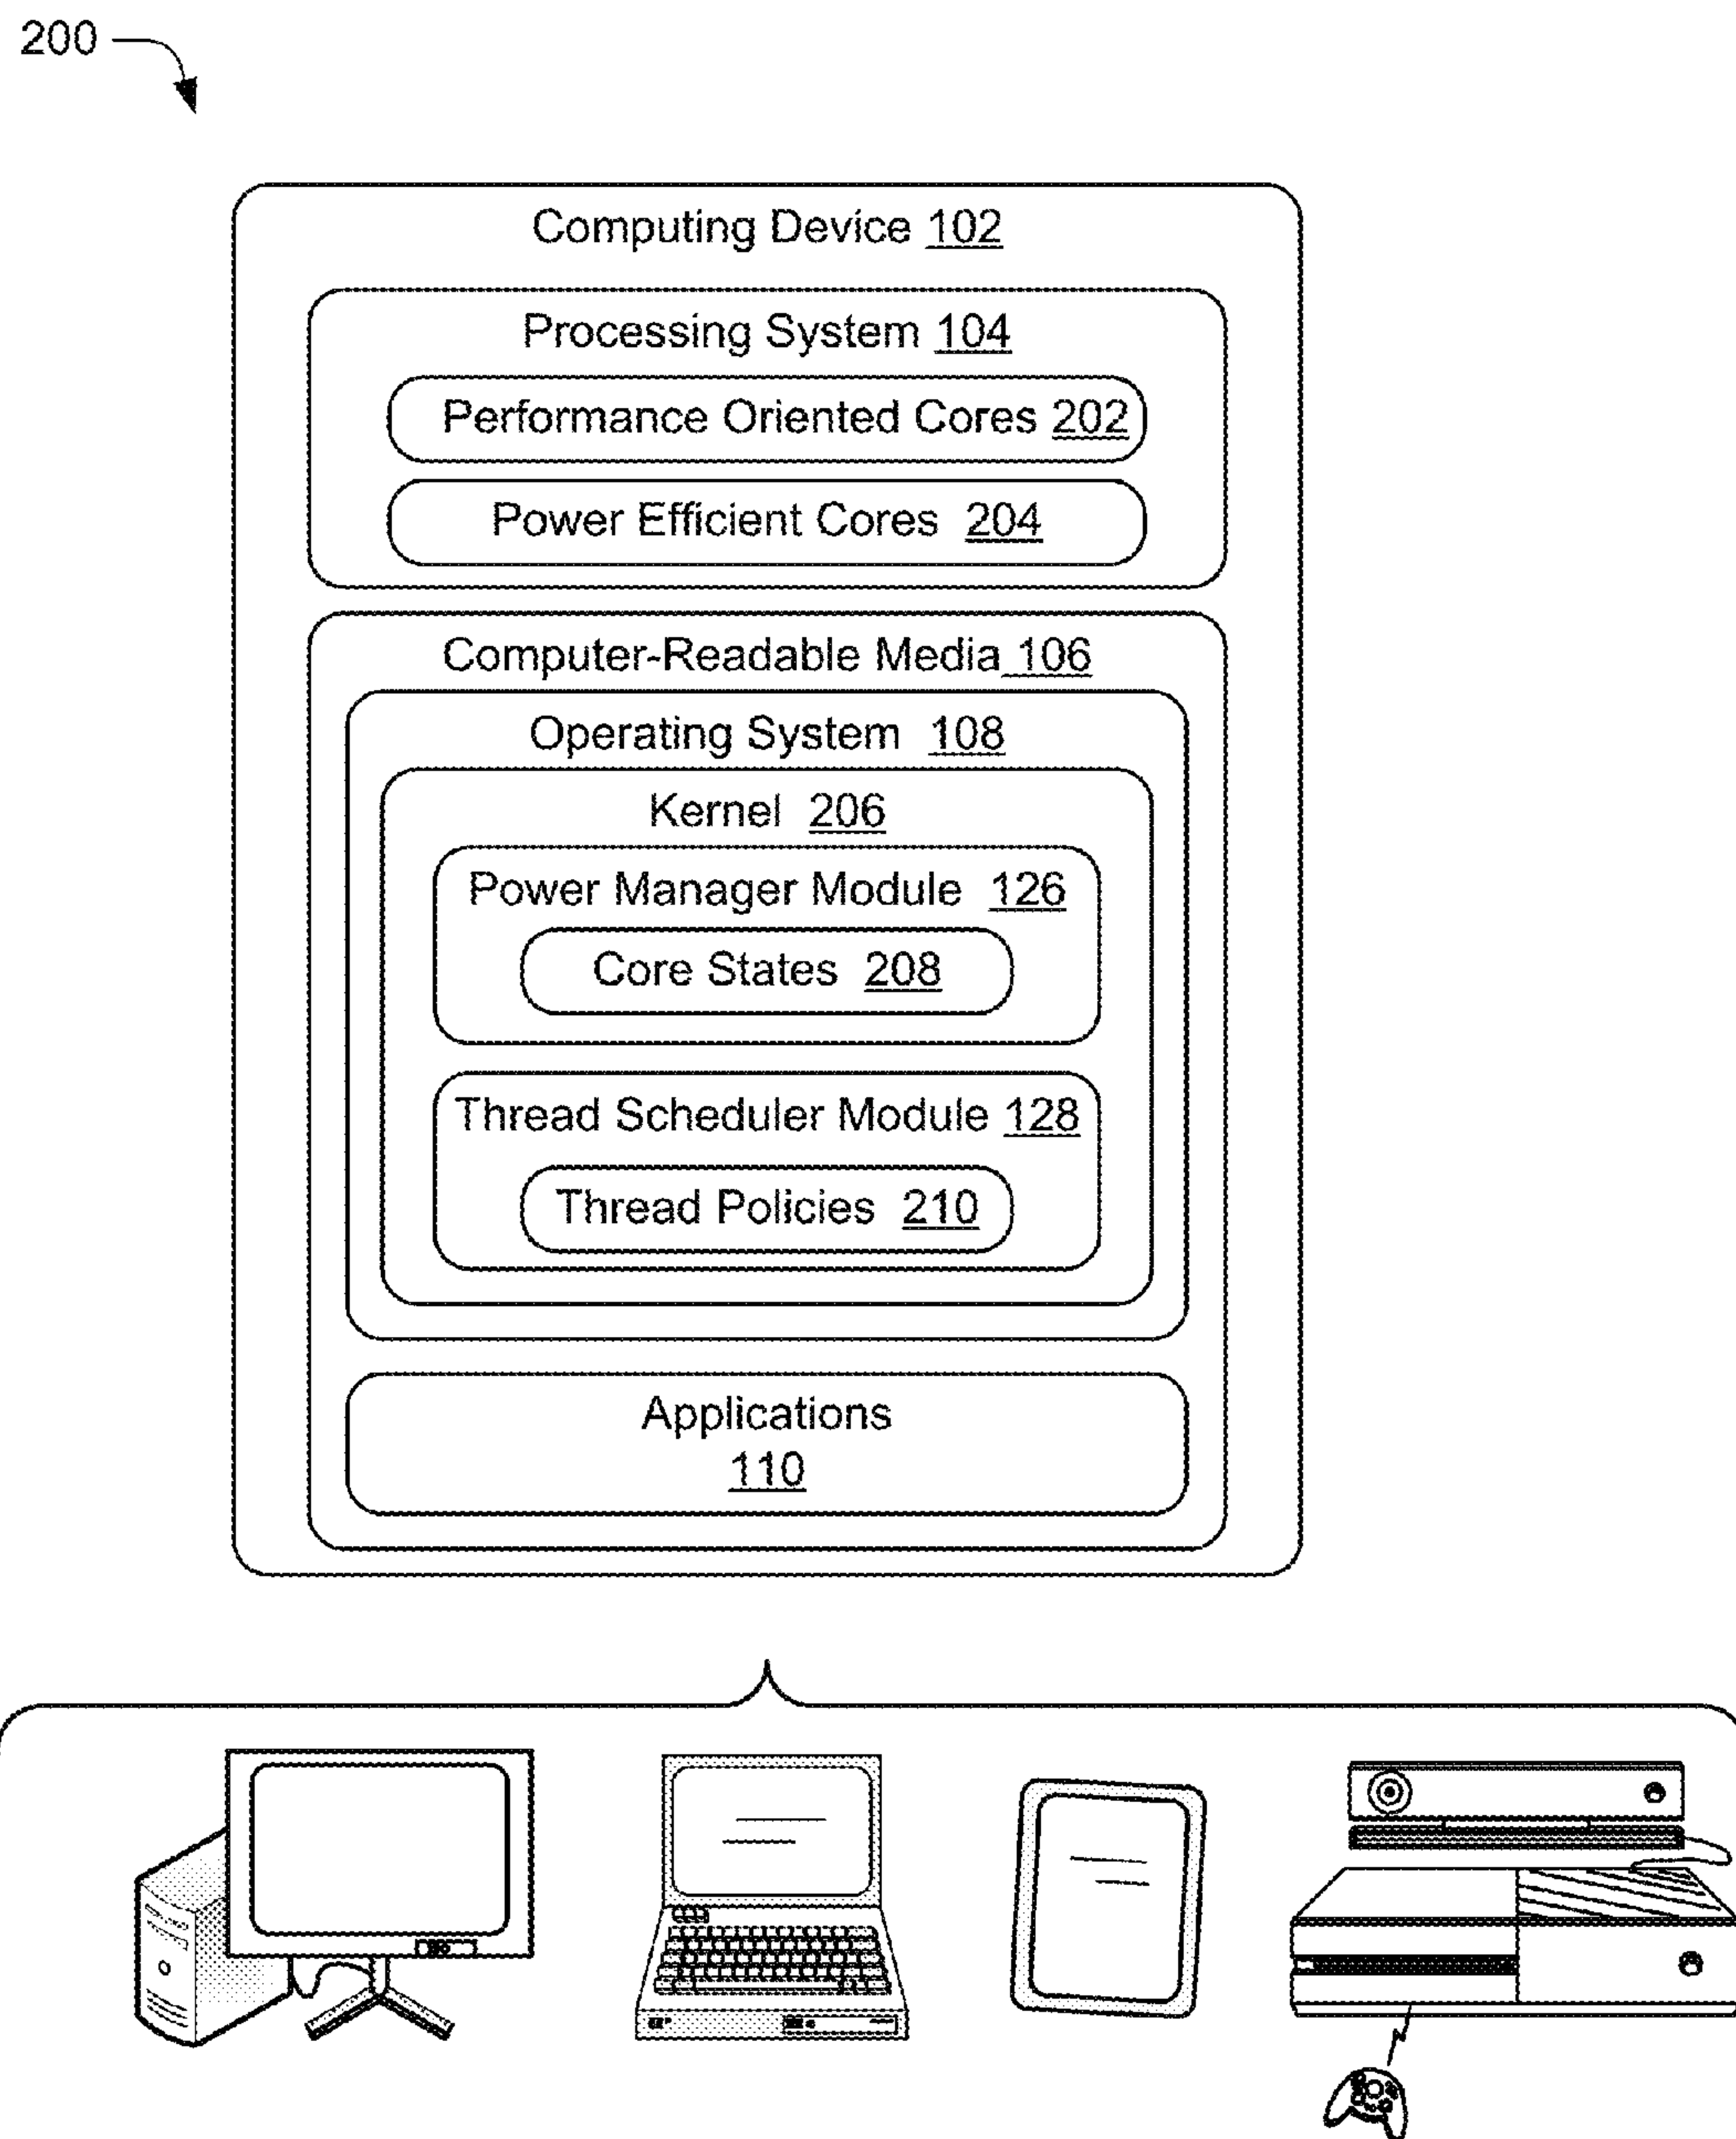 200
Computing Device 102
Processing System 104
Performance Oriented Cores 202
Power Efficient Cores 204
Computer-Readable Media 106
Operating System 108
Kernel 206
Power Manager Module 126
Core States 208
Thread Scheduler Module 128
Thread Policies 210
Applications
110